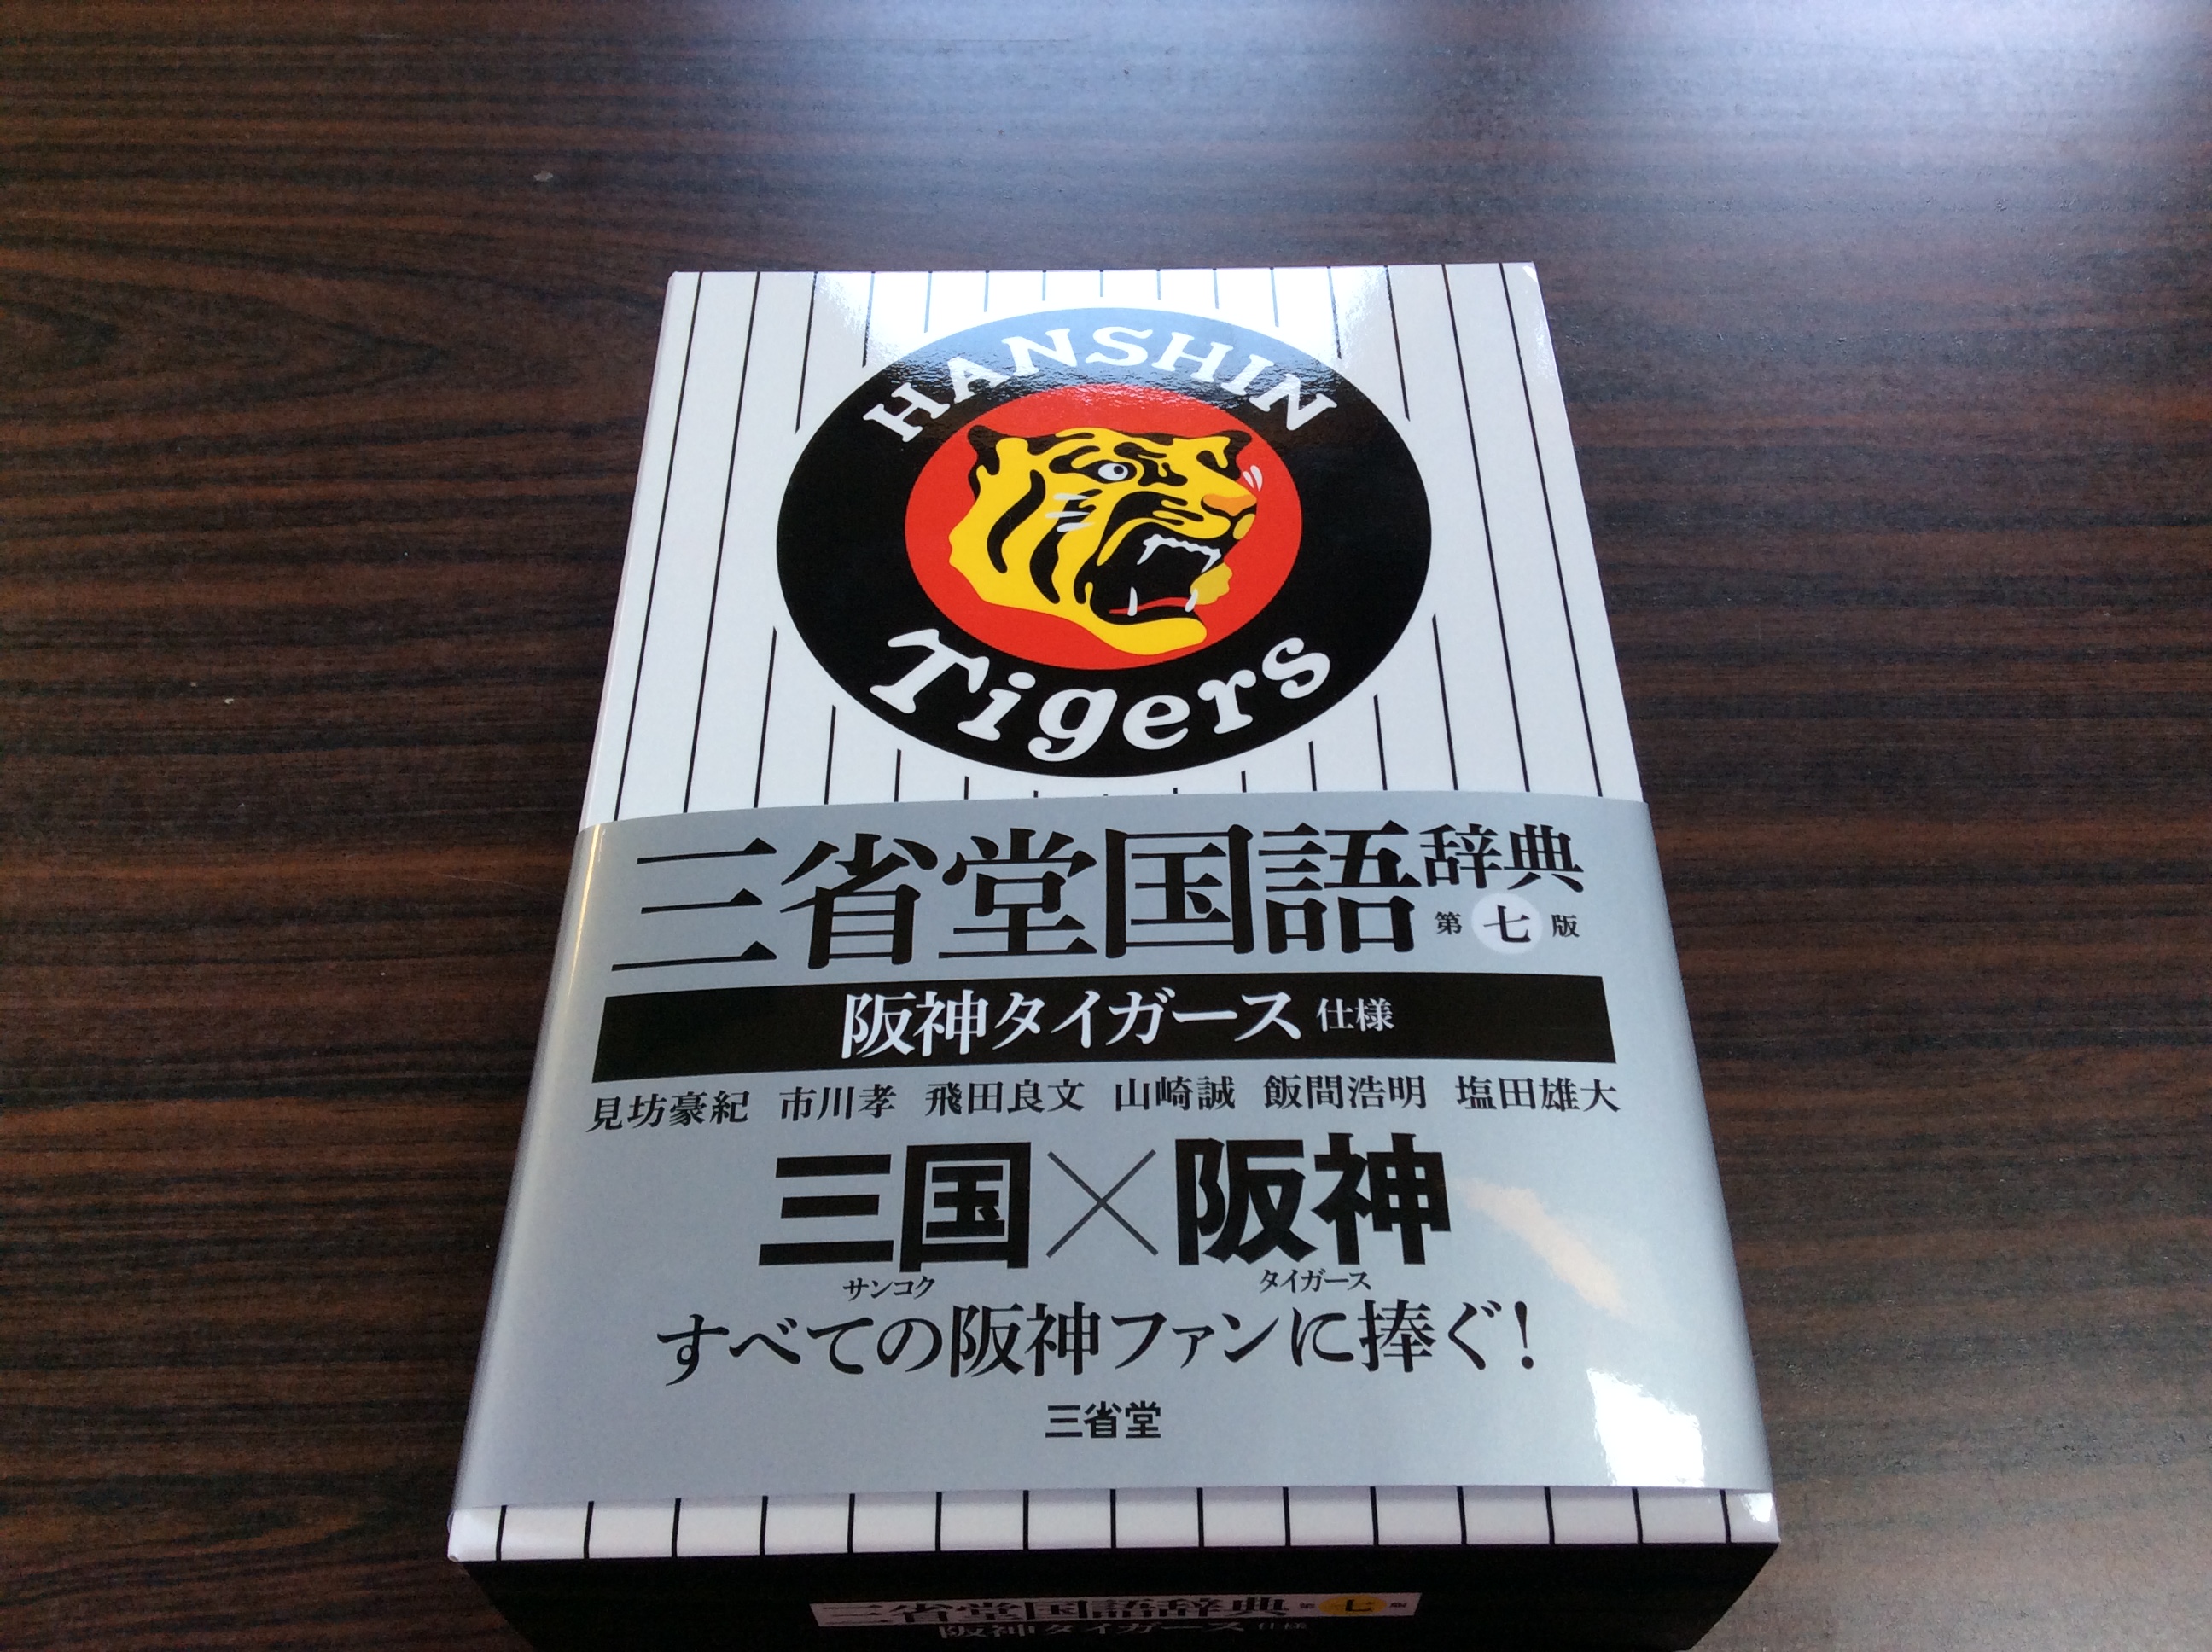 HANSHIN
Tigers
三省堂国語辞典
第七版
阪神タイガース 仕様
見坊豪紀 市川孝 飛田良文 山崎誠 飯間浩明 塩田雄大
三国×阪神
サンコク タイガース
すべての阪神ファンに捧ぐ!
三省堂
三省堂国語辞典 第七版
阪神タイガース 仕様